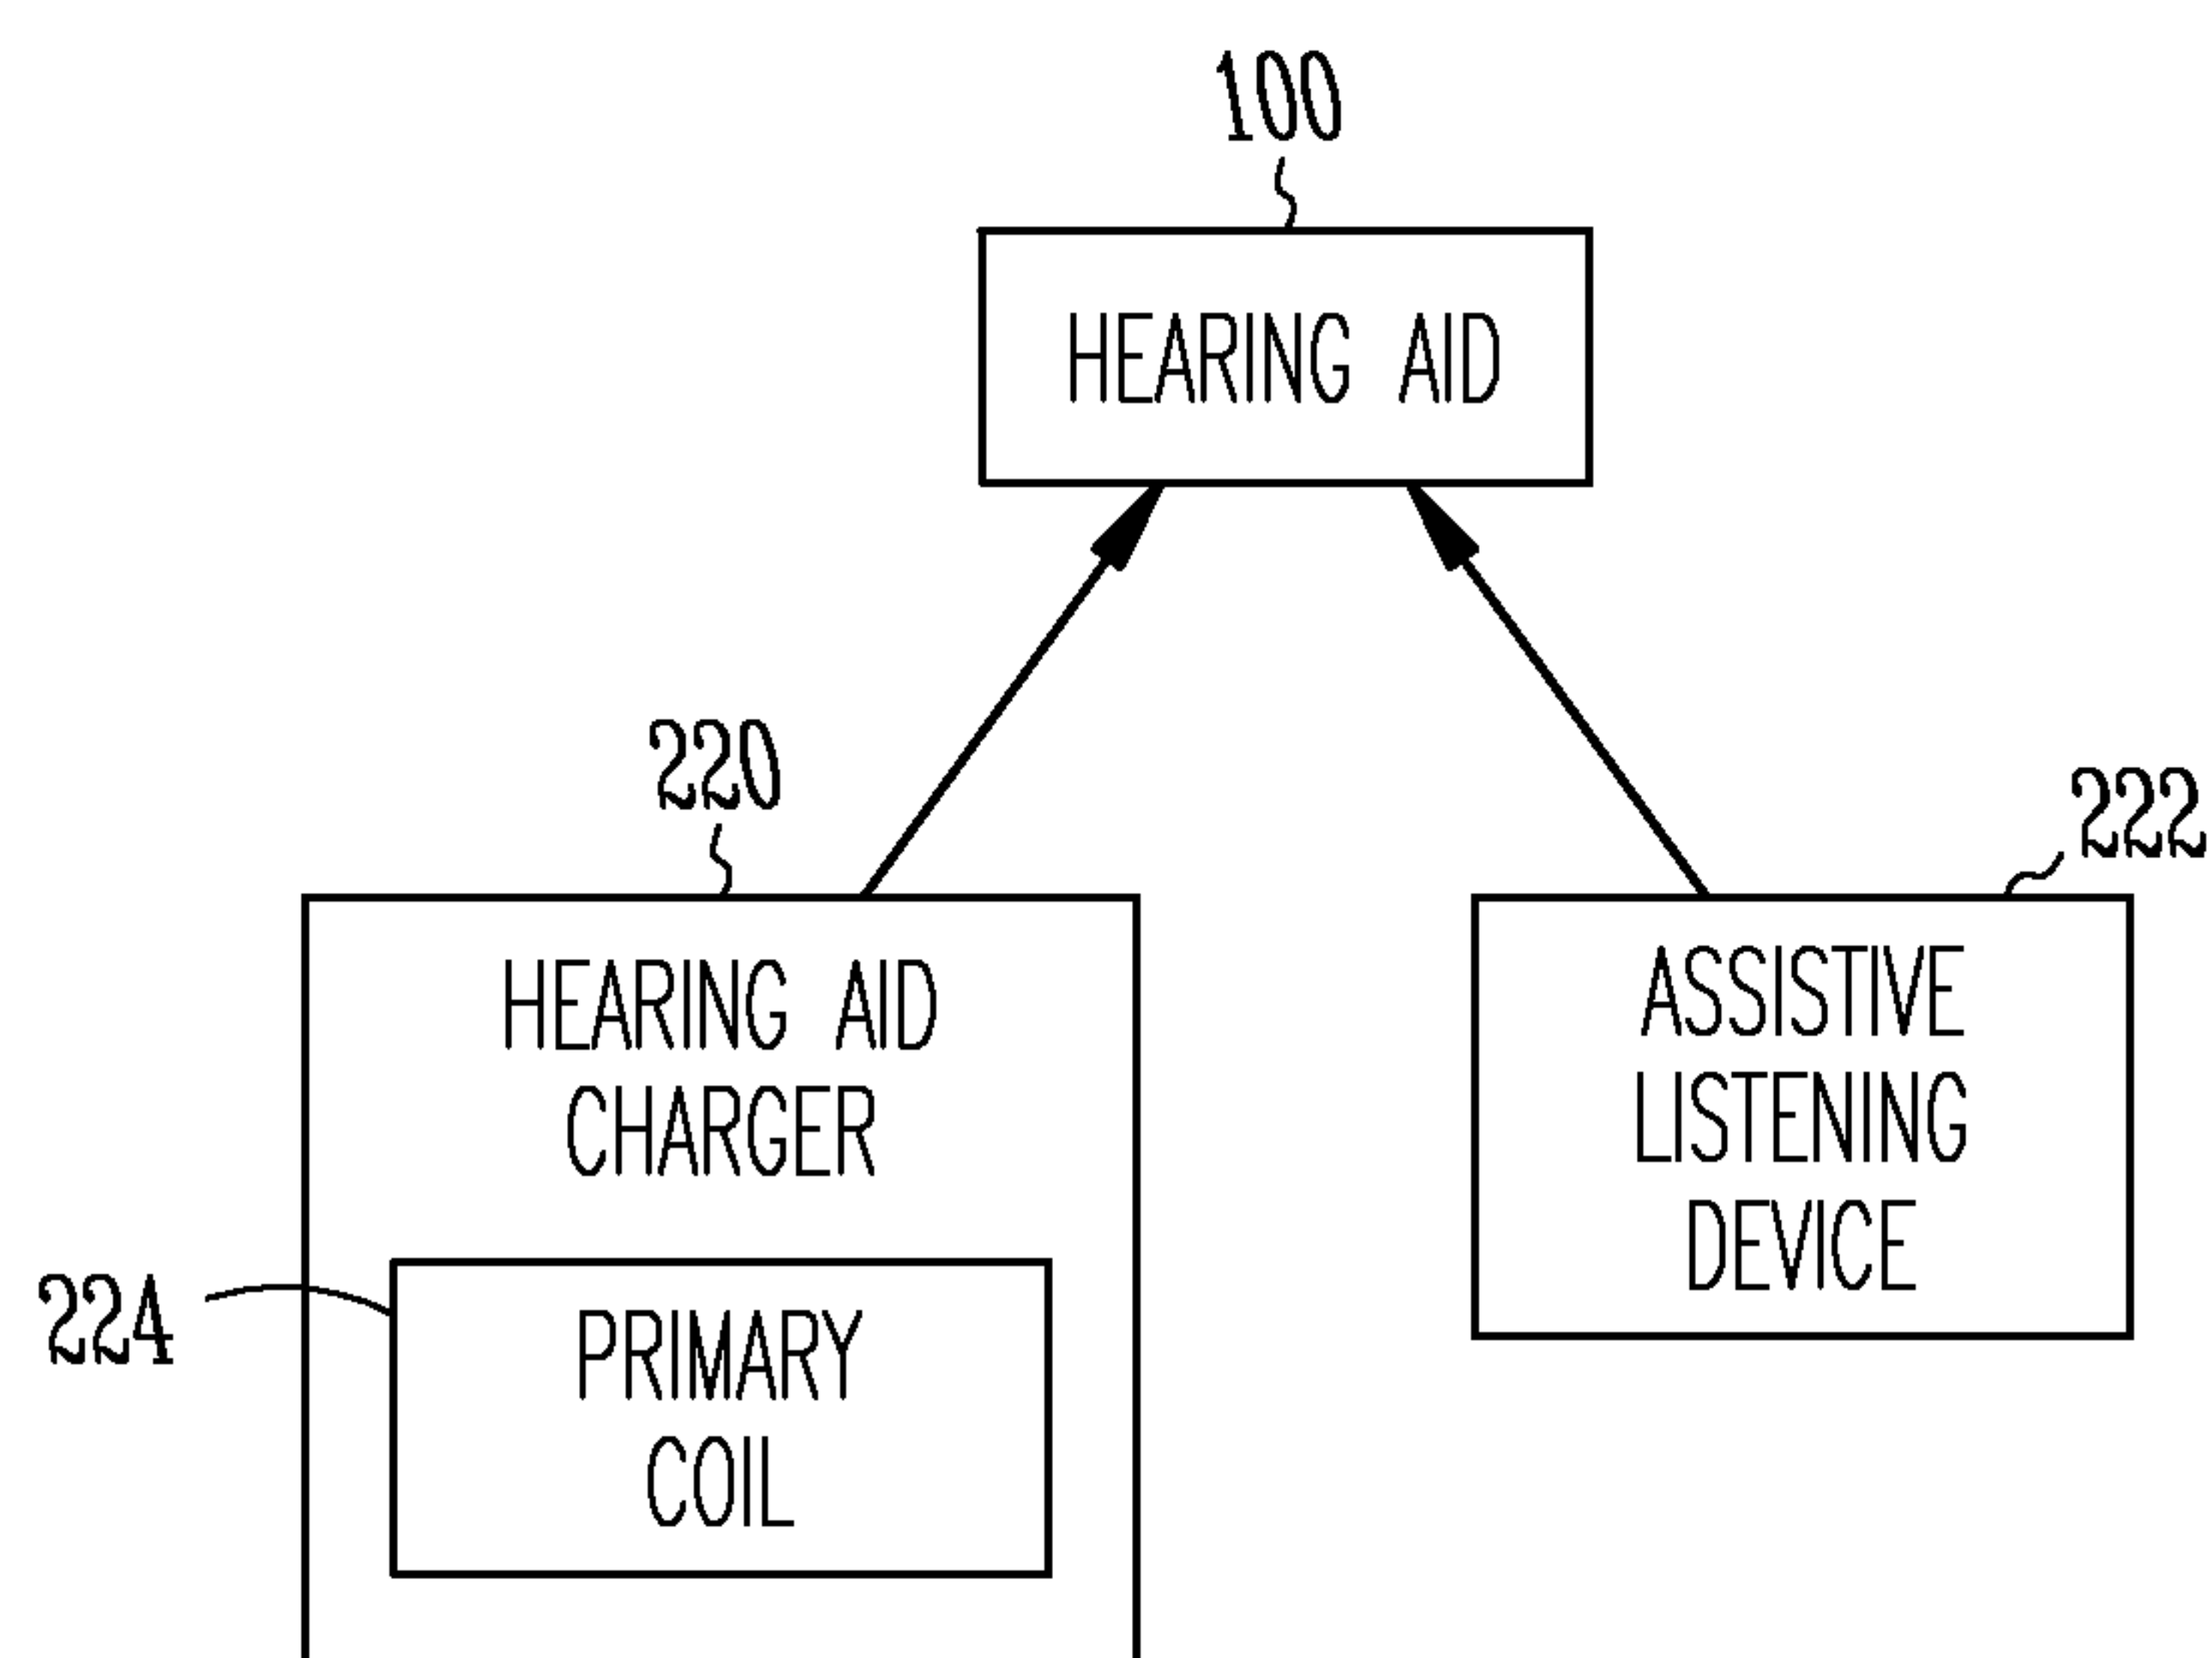 100
HEARING AID
220
222
HEARING AID
CHARGER
ASSISTIVE
LISTENING
DEVICE
224
PRIMARY
COIL